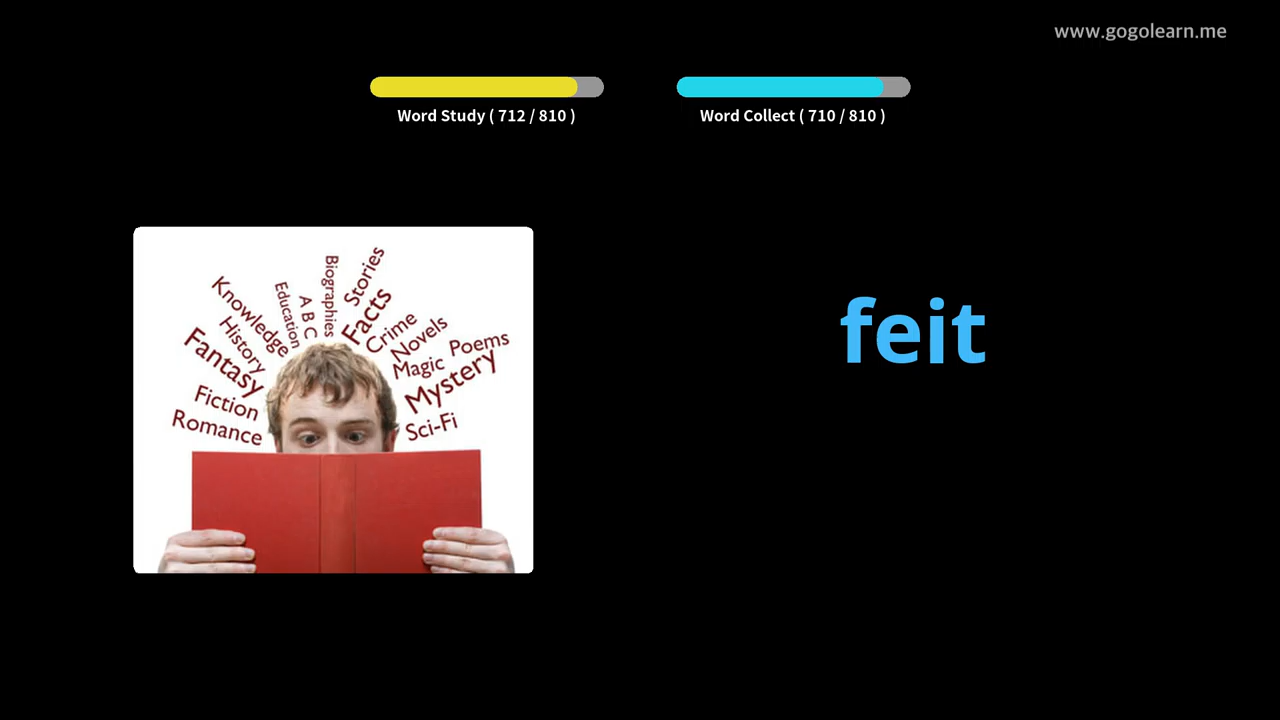 www.gogolearn.me
Word Study ( 712 / 810 )
Word Collect ( 710 / 810 )
feit
Biographies
Stories
Education
A B C
Facts
Knowledge
Crime
History
Novels
Poems
Fantasy
Magic
Mystery
Fiction
Romance
Sci-Fi